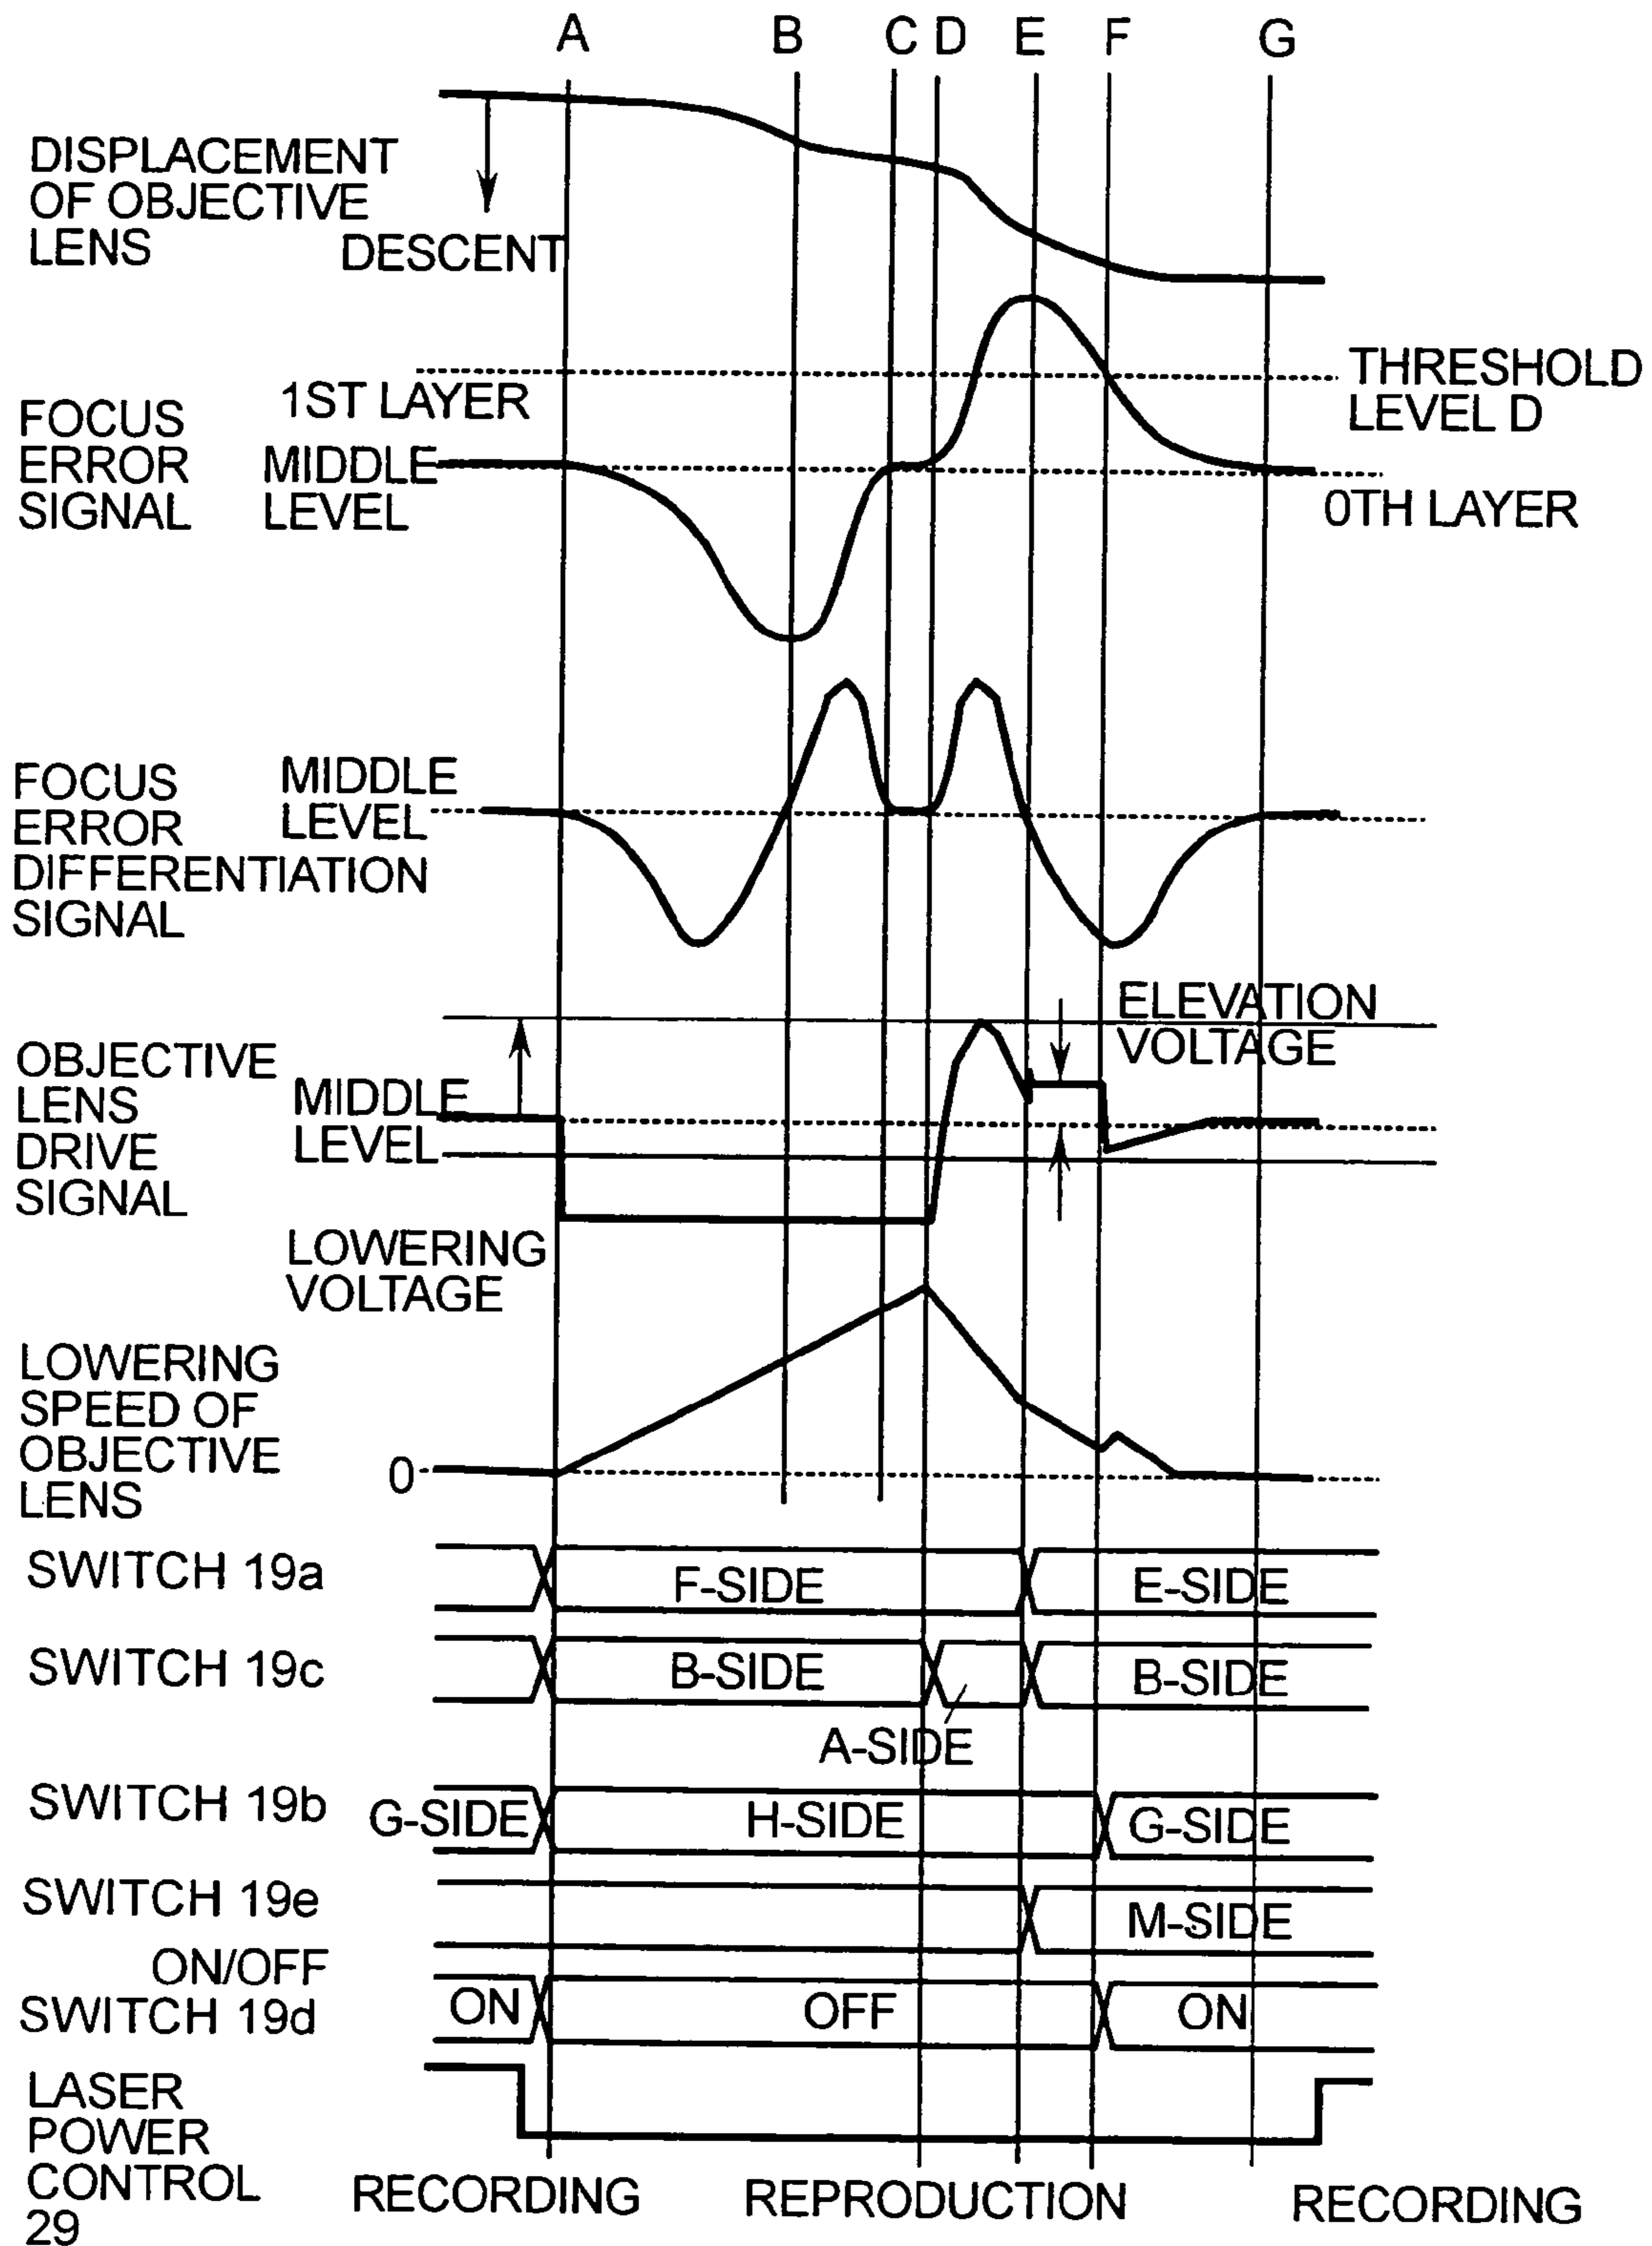 A B C D E F G
DISPLACEMENT
OF OBJECTIVE
LENS
DESCENT
THRESHOLD
LEVEL D
1ST LAYER
FOCUS
ERROR
SIGNAL
MIDDLE
LEVEL
0TH LAYER
FOCUS
ERROR
DIFFERENTIATION
SIGNAL
MIDDLE
LEVEL
ELEVATION
VOLTAGE
OBJECTIVE
LENS
DRIVE
SIGNAL
MIDDLE
LEVEL
LOWERING
VOLTAGE
LOWERING
SPEED OF
OBJECTIVE
LENS
0
SWITCH 19a
F-SIDE E-SIDE
SWITCH 19c
B-SIDE B-SIDE
A-SIDE
SWITCH 19b
G-SIDE H-SIDE G-SIDE
SWITCH 19e
M-SIDE
ON/OFF
SWITCH 19d
ON OFF ON
LASER
POWER
CONTROL
29
RECORDING REPRODUCTION RECORDING